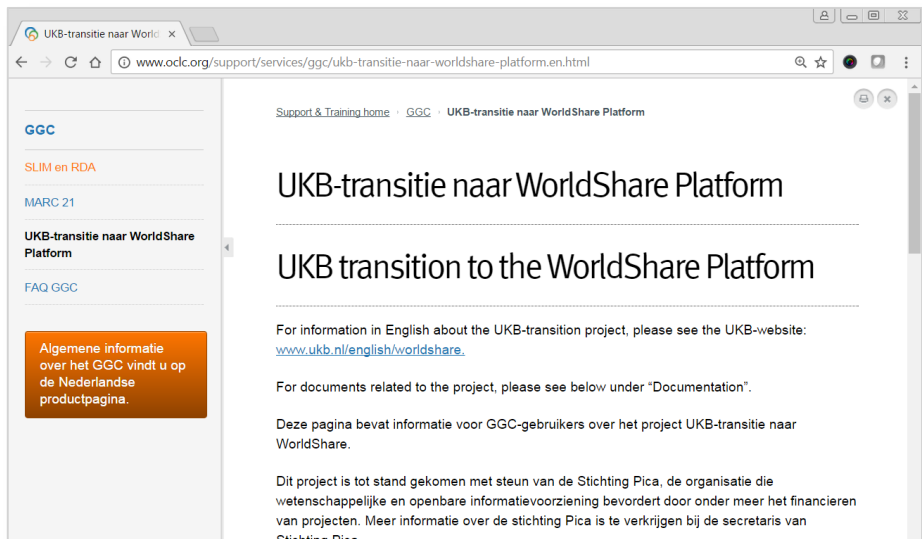 UKB-transitie naar World
www.oclc.org/support/services/ggc/ukb-transitie-naar-worldshare-platform.en.html
GGC
SLIM en RDA
MARC 21
UKB-transitie naar WorldShare
Platform
FAQ GGC
Algemene informatie
over het GGC vindt u op
de Nederlandse
productpagina.
Support & Training home › GGC › UKB-transitie naar WorldShare Platform
UKB-transitie naar WorldShare Platform
UKB transition to the WorldShare Platform
For information in English about the UKB-transition project, please see the UKB-website:
www.ukb.nl/english/worldshare.
For documents related to the project, please see below under “Documentation”.
Deze pagina bevat informatie voor GGC-gebruikers over het project UKB-transitie naar
WorldShare.
Dit project is tot stand gekomen met steun van de Stichting Pica, de organisatie die
wetenschappelijke en openbare informatievoorziening bevordert door onder meer het financieren
van projecten. Meer informatie over de stichting Pica is te verkrijgen bij de secretaris van
Stichting Pica